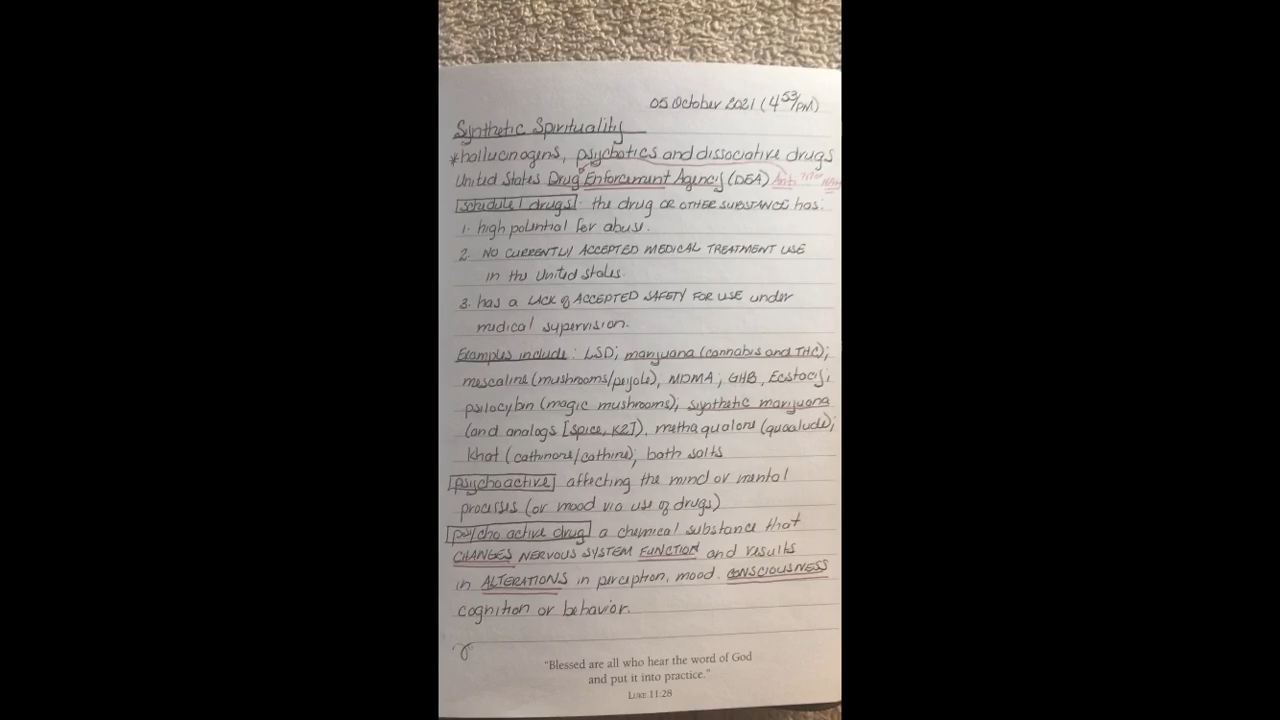 05 October 2021 (4 53/PM)
Synthetic Spirituality
*hallucinogens, psychotics and dissociative drugs
United States Drug Enforcement Agency (DEA) Anti
schedule I drugs: the drug OR OTHER SUBSTANCE has:
1. high potential for abuse.
2. NO CURRENTLY ACCEPTED MEDICAL TREATMENT USE
in the United States.
3. has a LACK of ACCEPTED SAFETY FOR USE under
medical supervision.
Examples include: LSD; marijuana (cannabis and THC);
mescaline (mushrooms/peyote), MDMA; GHB, Ecstacy;
psilocybin (magic mushrooms); synthetic marijuana
(and analogs [spice, K2]), methaqualone (quaalude);
Khat (cathinone/cathine); bath salts
psychoactive affecting the mind or mental
processes (or mood via use of drugs)
psycho active drug a chemical substance that
CHANGES NERVOUS SYSTEM FUNCTION and results
in ALTERATIONS in perception, mood. CONSCIOUSNESS
cognition or behavior.
"Blessed are all who hear the word of God
and put it into practice."
LUKE 11:28